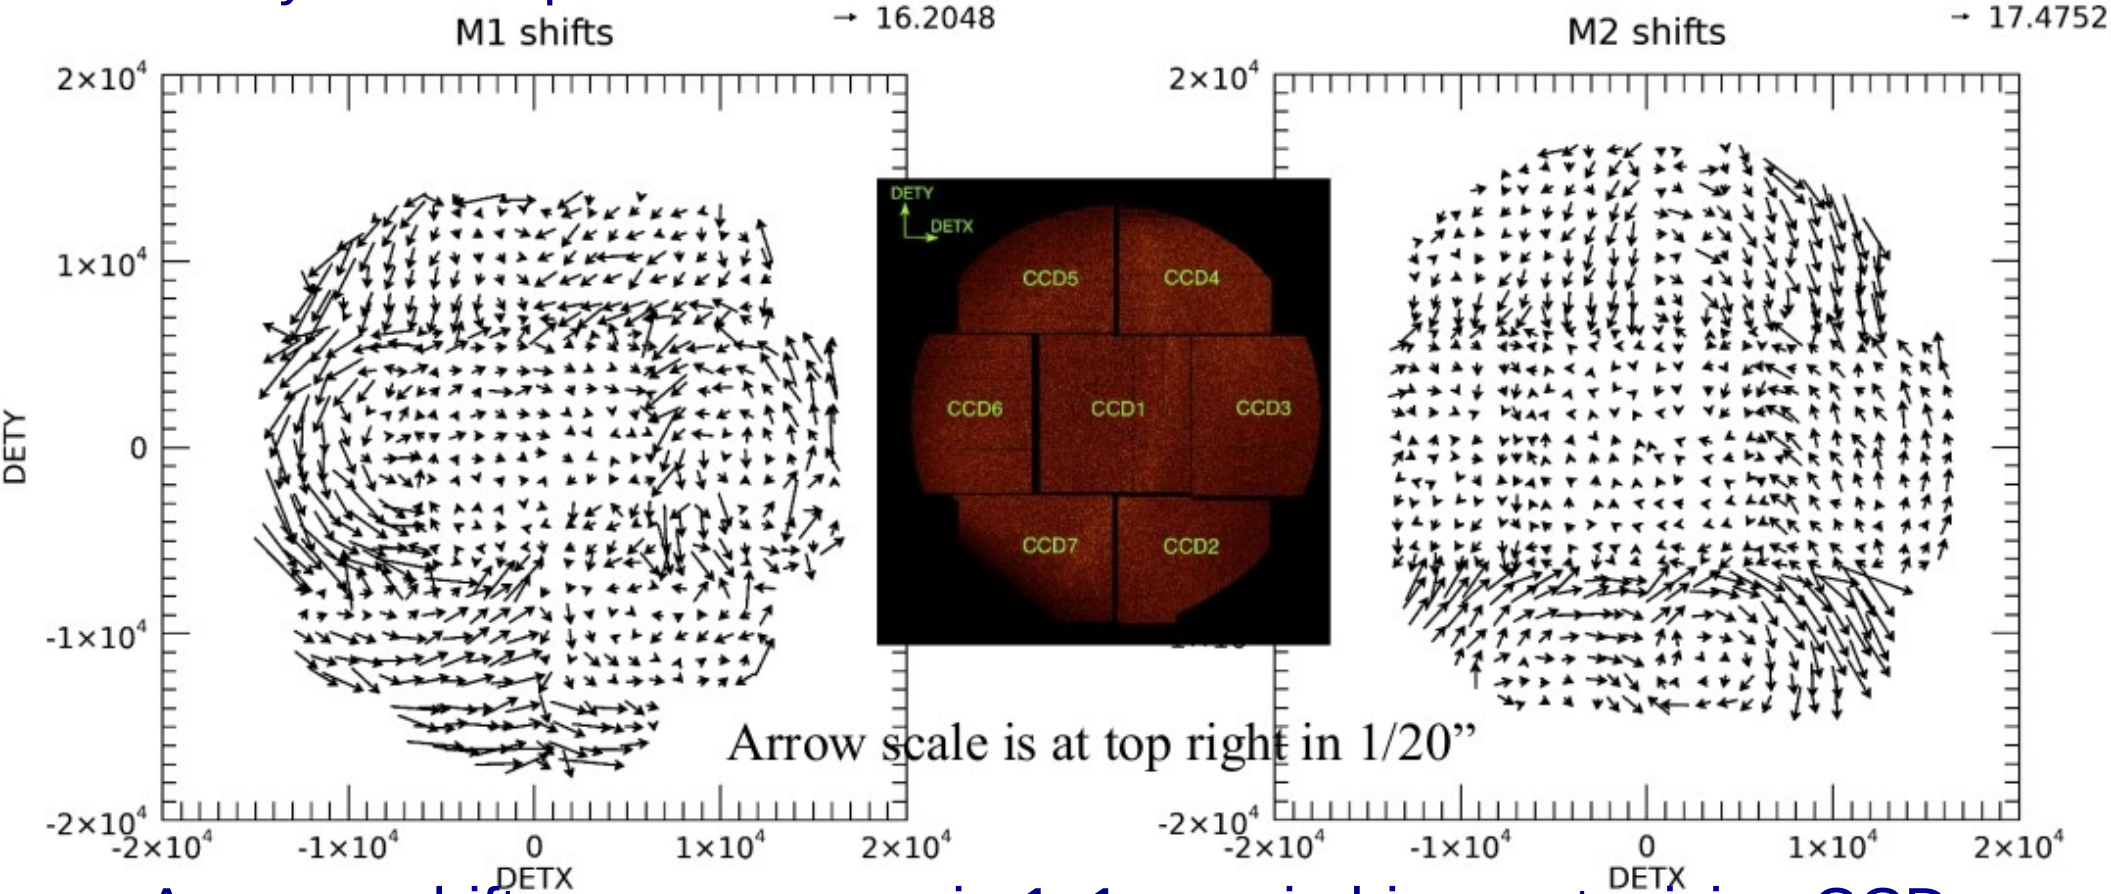 M1 shifts
→ 16.2048
M2 shifts
→ 17.4752
2×10⁴
1×10⁴
0
-1×10⁴
-2×10⁴
DETY
-2×10⁴ -1×10⁴ 0 1×10⁴ 2×10⁴
DETX
DETY
DETX
CCD5 CCD4
CCD6 CCD1 CCD3
CCD7 CCD2
2×10⁴
-2×10⁴
-2×10⁴ -1×10⁴ 0 1×10⁴ 2×10⁴
DETX
Arrow scale is at top right in 1/20”